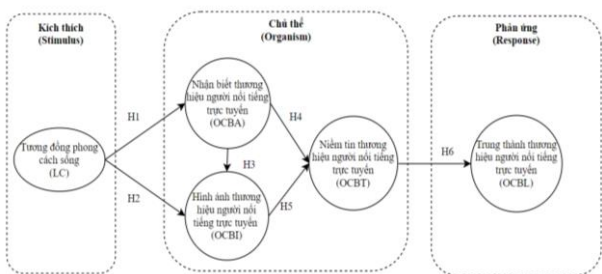 Kích thích
(Stimulus)
Chủ thể
(Organism)
Phản ứng
(Response)
Nhận biết thương
hiệu người nổi tiếng
trực tuyến
(OCBA)
H1
H4
Tương đồng phong
cách sống
(LC)
Niềm tin thương
hiệu người nổi tiếng
trực tuyến
(OCBT)
H6
Trung thành thương
hiệu người nổi tiếng
trực tuyến
(OCBL)
H3
H2
Hình ảnh thương
hiệu người nổi
tiếng trực tuyến
(OCBI)
H5